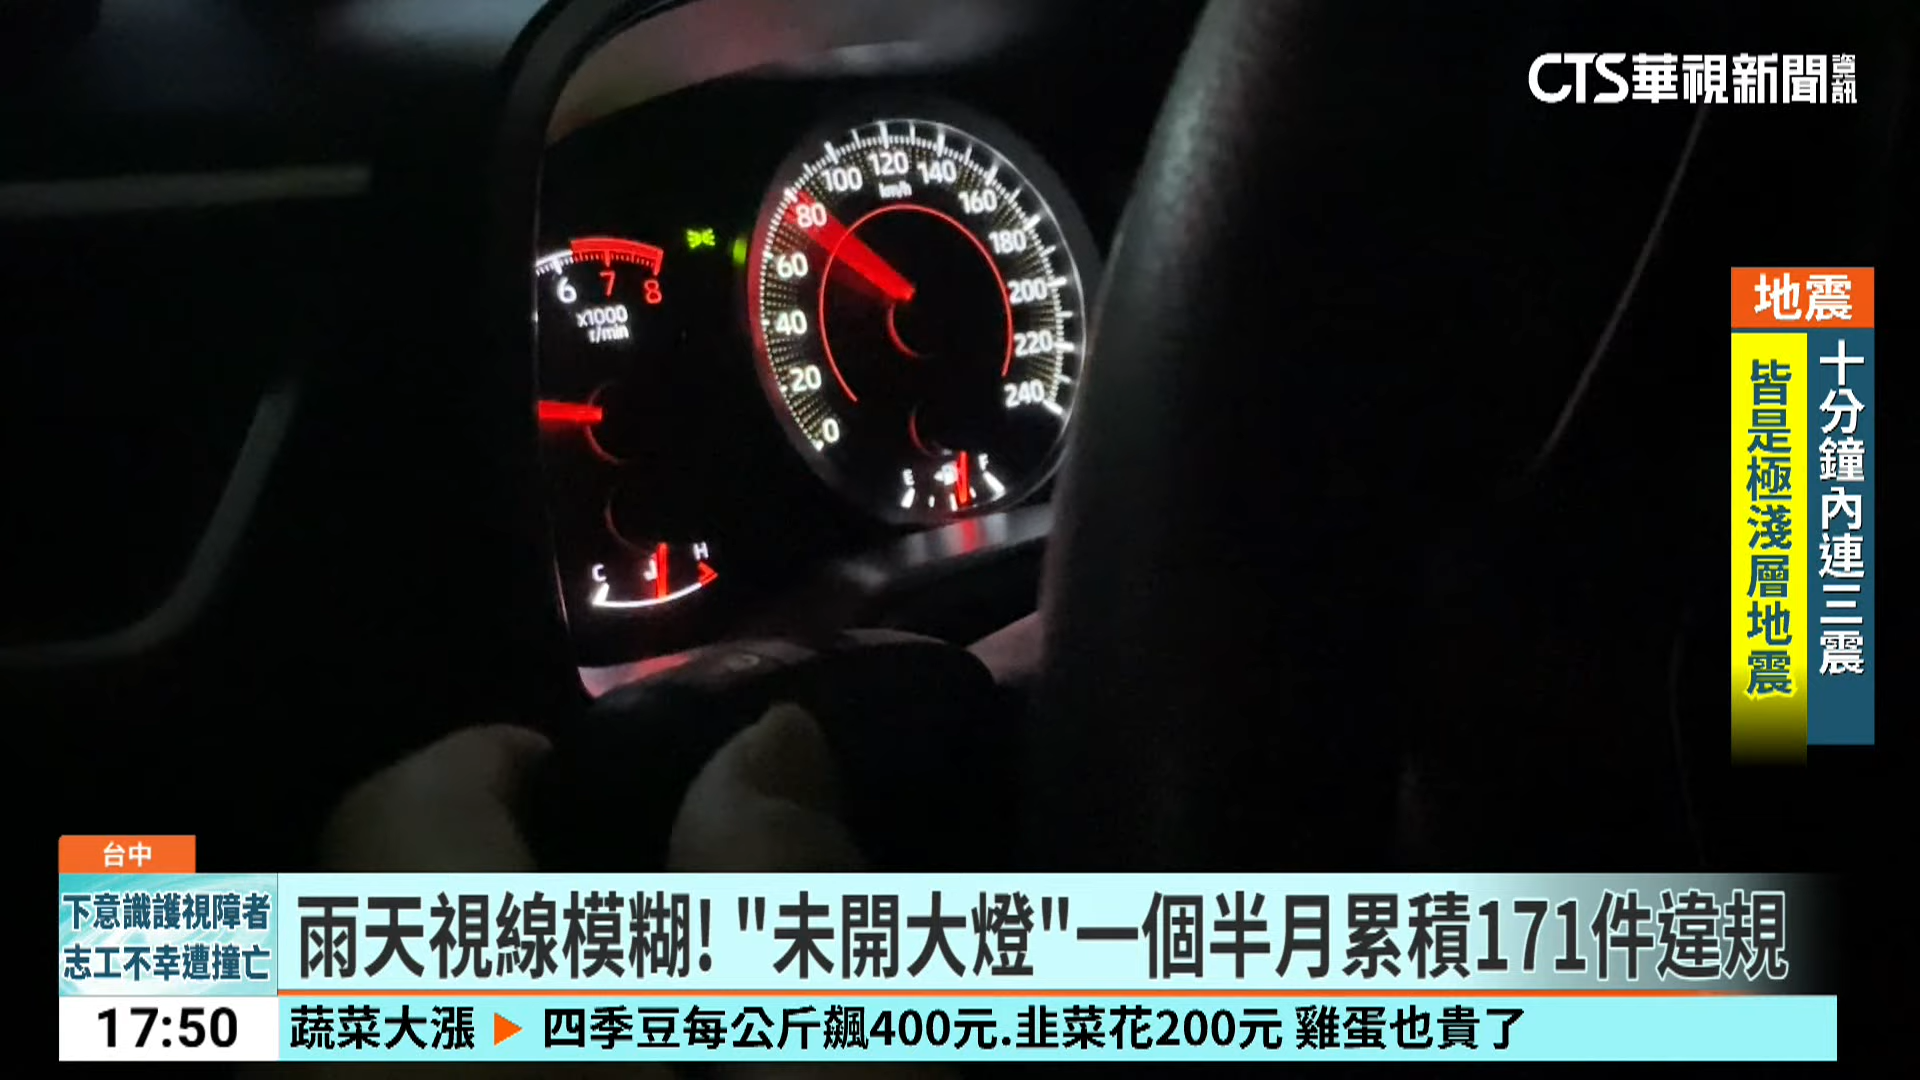 CTS華視新聞資訊
100 120 140
km/h
80 160
180
60
6 7 8
x1000
r/min
200
40
220
20
240
0
E F
C H
地震
十分鐘內連三震
皆是極淺層地震
台中
下意識護視障者
志工不幸遭撞亡
雨天視線模糊! "未開大燈"一個半月累積171件違規
17:50
蔬菜大漲 ▶ 四季豆每公斤飆400元.韭菜花200元 雞蛋也貴了